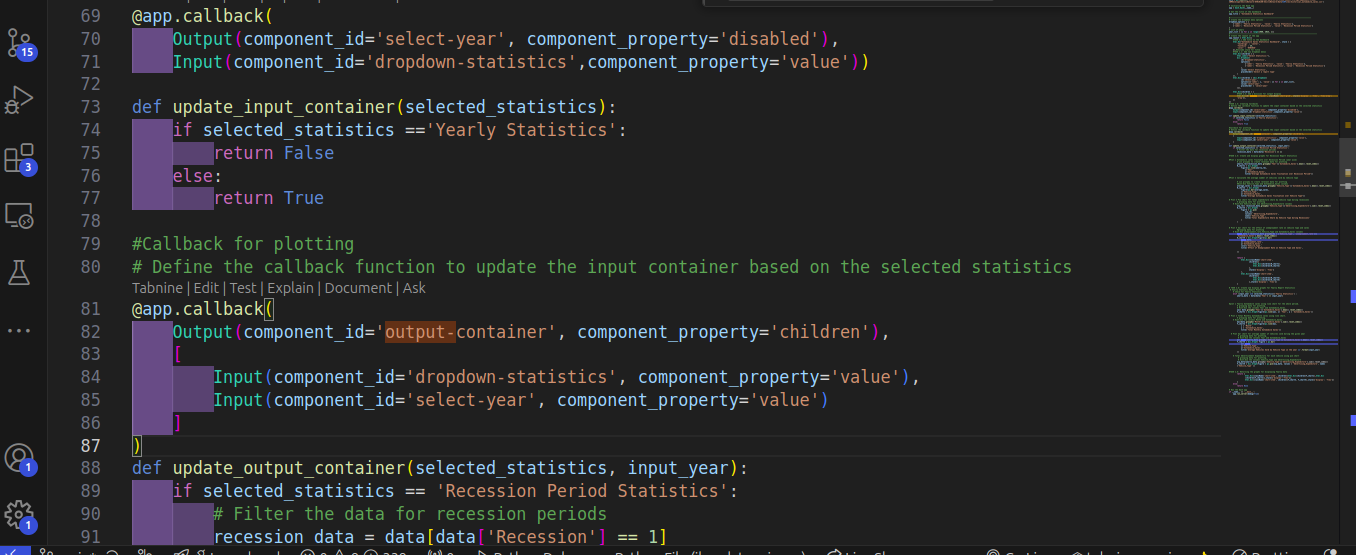 69 @app.callback(
70     Output(component_id='select-year', component_property='disabled'),
71     Input(component_id='dropdown-statistics',component_property='value'))
72
73 def update_input_container(selected_statistics):
74     if selected_statistics =='Yearly Statistics':
75         return False
76     else:
77         return True
78
79 #Callback for plotting
80 # Define the callback function to update the input container based on the selected statistics
Tabnine | Edit | Test | Explain | Document | Ask
81 @app.callback(
82     Output(component_id='output-container', component_property='children'),
83     [
84         Input(component_id='dropdown-statistics', component_property='value'),
85         Input(component_id='select-year', component_property='value')
86     ]
87 )
88 def update_output_container(selected_statistics, input_year):
89     if selected_statistics == 'Recession Period Statistics':
90         # Filter the data for recession periods
91         recession_data = data[data['Recession'] == 1]
15
3
1
1